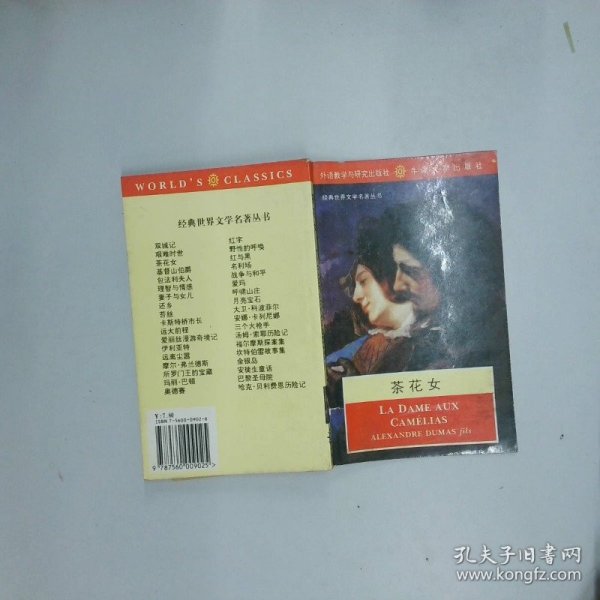 WORLD'S CLASSICS
经典世界文学名著丛书
双城记
艰难时世
茶花女
基督山伯爵
包法利夫人
理智与情感
妻子与女儿
还乡
苔丝
卡斯特桥市长
远大前程
爱丽丝漫游奇境记
伊利亚特
远离尘嚣
摩尔·弗兰德斯
所罗门王的宝藏
玛丽·巴顿
奥德赛
红字
野性的呼唤
红与黑
名利场
战争与和平
爱玛
呼啸山庄
月亮宝石
大卫·科波菲尔
安娜·卡列尼娜
三个火枪手
汤姆·索耶历险记
福尔摩斯探案集
坎特伯雷故事集
金银岛
安徒生童话
巴黎圣母院
哈克·贝利费恩历险记
¥:7.90
ISBN 7-5600-0902-8
9 787560 009025 >
外语教学与研究出版社 牛津大学出版社
经典世界文学名著丛书
茶花女
LA DAME AUX
CAMÉLIAS
ALEXANDRE DUMAS fils
孔夫子旧书网
www.kongfz.com